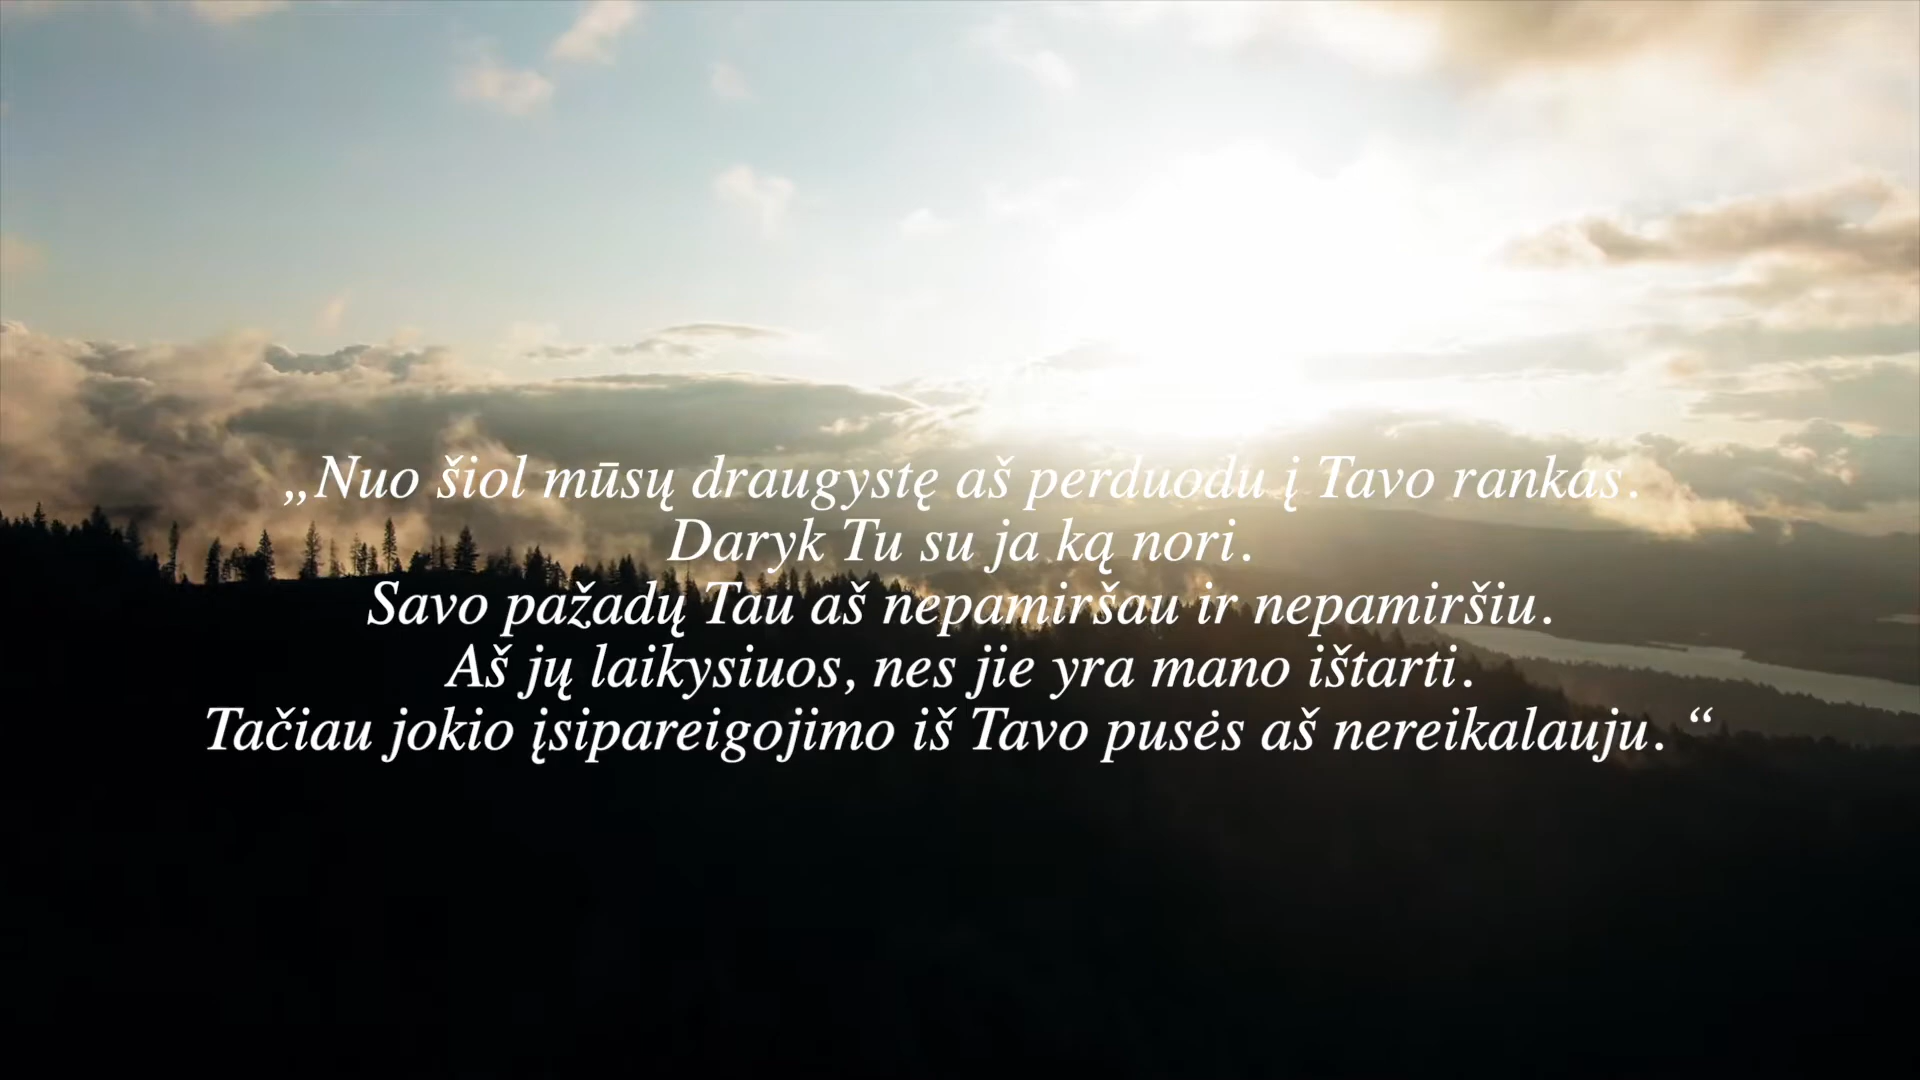 „Nuo šiol mūsų draugystę aš perduodu į Tavo rankas.
Daryk Tu su ja ką nori.
Savo pažadų Tau aš nepamiršau ir nepamiršiu.
Aš jų laikysiuos, nes jie yra mano ištarti.
Tačiau jokio įsipareigojimo iš Tavo pusės aš nereikalauju. “